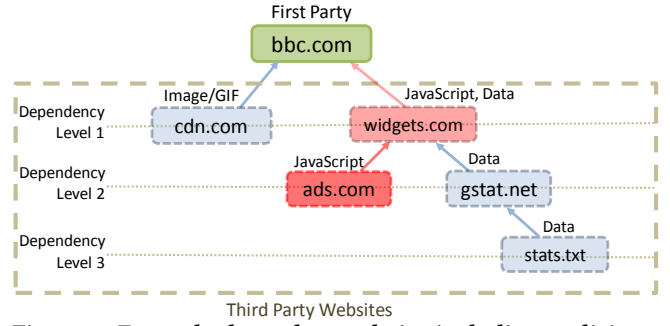 First Party
bbc.com
Image/GIF
JavaScript, Data
Dependency
Level 1
cdn.com
widgets.com
JavaScript
Data
Dependency
Level 2
ads.com
gstat.net
Data
Dependency
Level 3
stats.txt
Third Party Websites